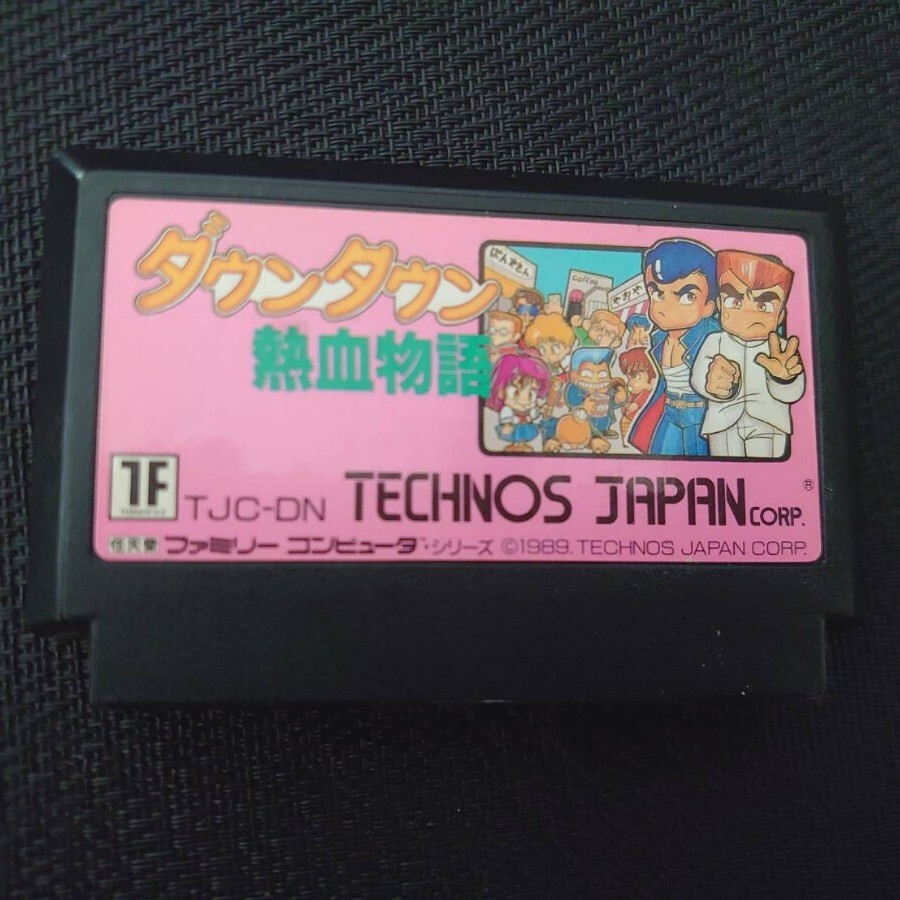 ダウンタウン
熱血物語
coffee
TF
TJC-DN TECHNOS JAPAN CORP.®
任天堂 ファミリー コンピュータ・シリーズ ©1989. TECHNOS JAPAN CORP.